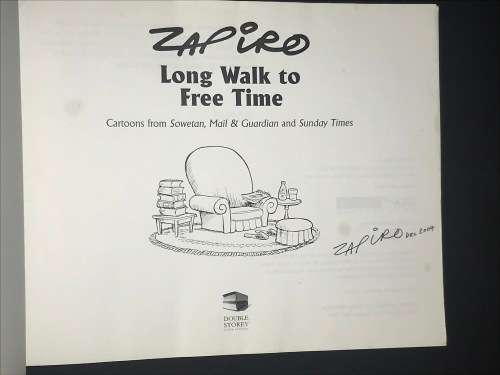 ZAPIRO
Long Walk to
Free Time
Cartoons from Sowetan, Mail & Guardian and Sunday Times
ZAPIRO DEC 2004
DOUBLE
STOREY